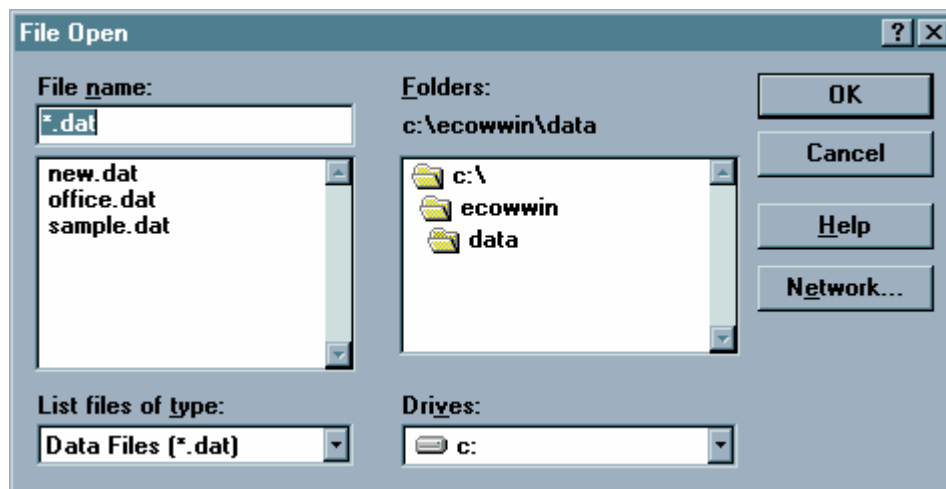 File Open
File name:
*.dat
new.dat
office.dat
sample.dat
List files of type:
Data Files (*.dat)
Folders:
c:\ecowwin\data
c:\
ecowwin
data
Drives:
c:
OK
Cancel
Help
Network...